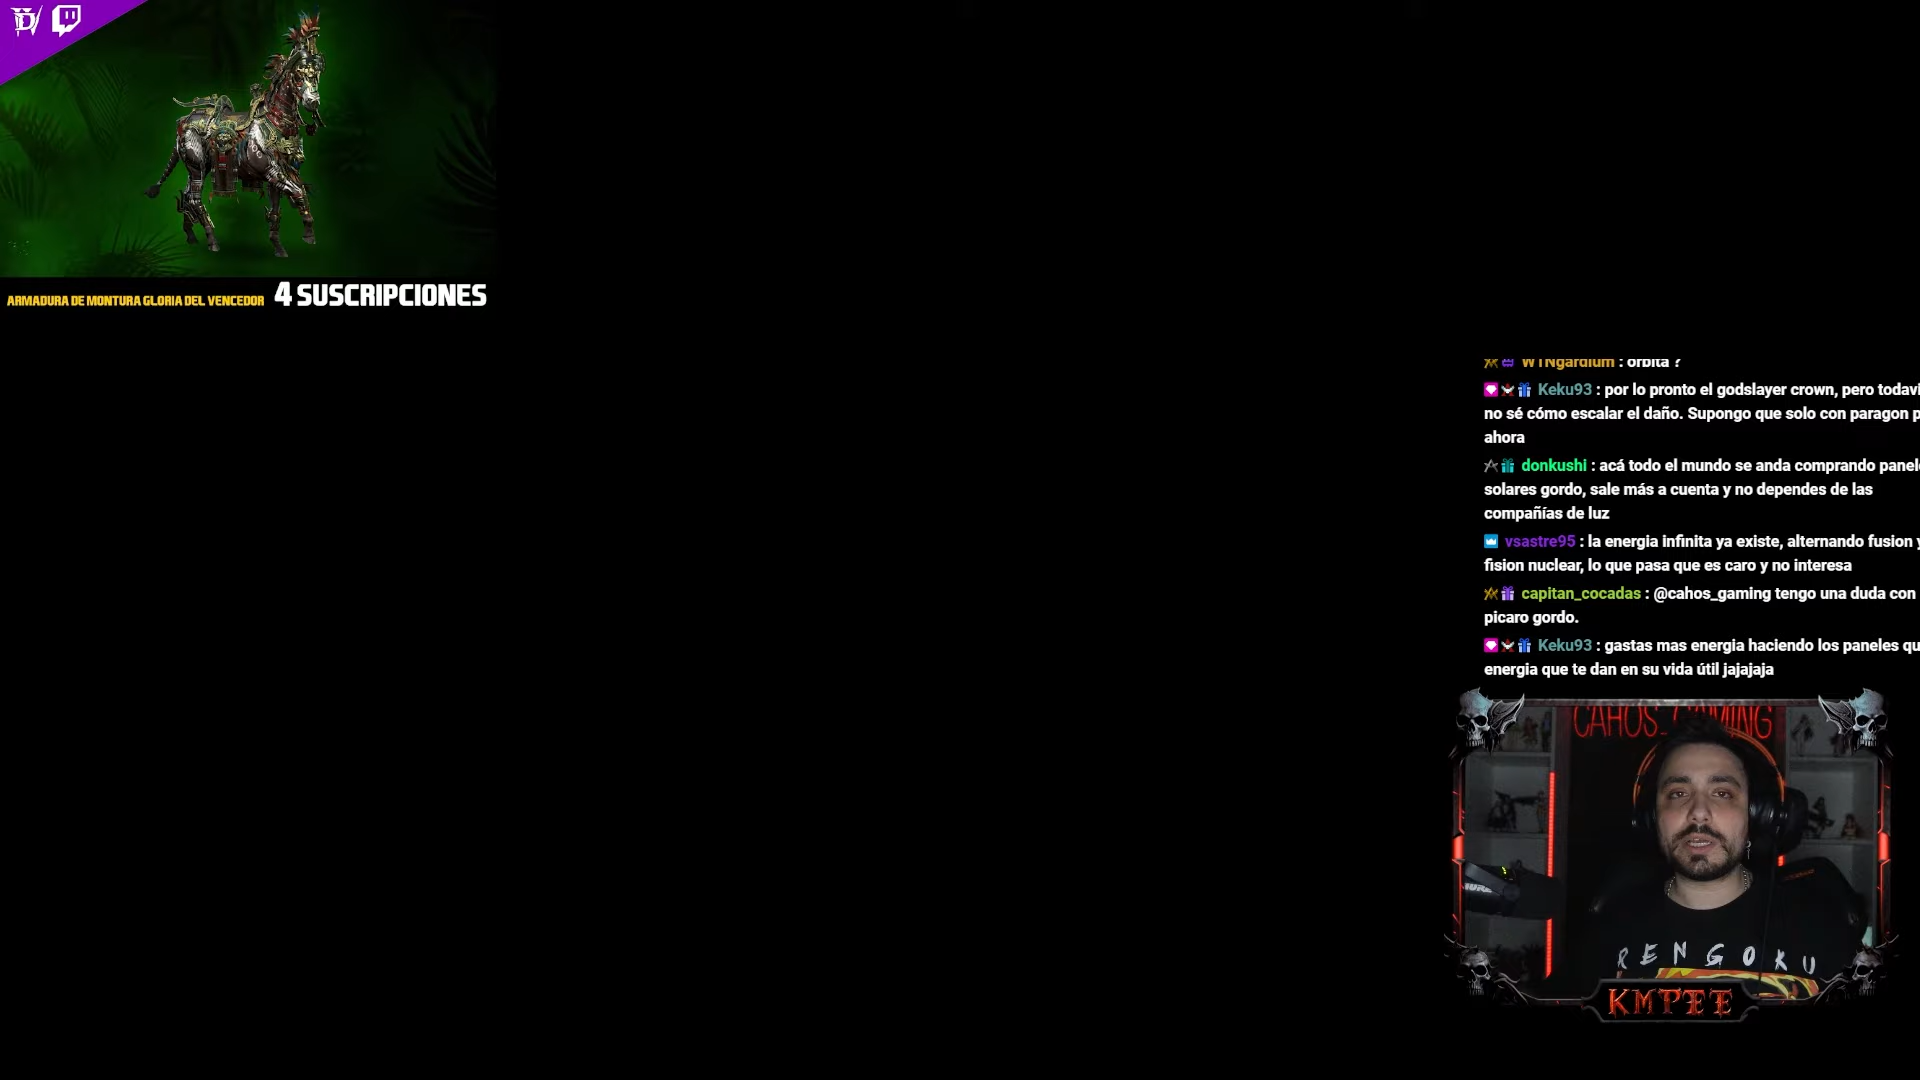 ARMADURA DE MONTURA GLORIA DEL VENCEDOR 4 SUSCRIPCIONES
WTNgardium : orbita ?
Keku93 : por lo pronto el godslayer crown, pero todavi
no sé cómo escalar el daño. Supongo que solo con paragon p
ahora
donkushi : acá todo el mundo se anda comprando panel
solares gordo, sale más a cuenta y no dependes de las
compañías de luz
vsastre95 : la energia infinita ya existe, alternando fusion y
fision nuclear, lo que pasa que es caro y no interesa
capitan_cocadas : @cahos_gaming tengo una duda con
picaro gordo.
Keku93 : gastas mas energia haciendo los paneles qu
energia que te dan en su vida útil jajajaja
CAHOS_GAMING
RENGOKU
KMPEE